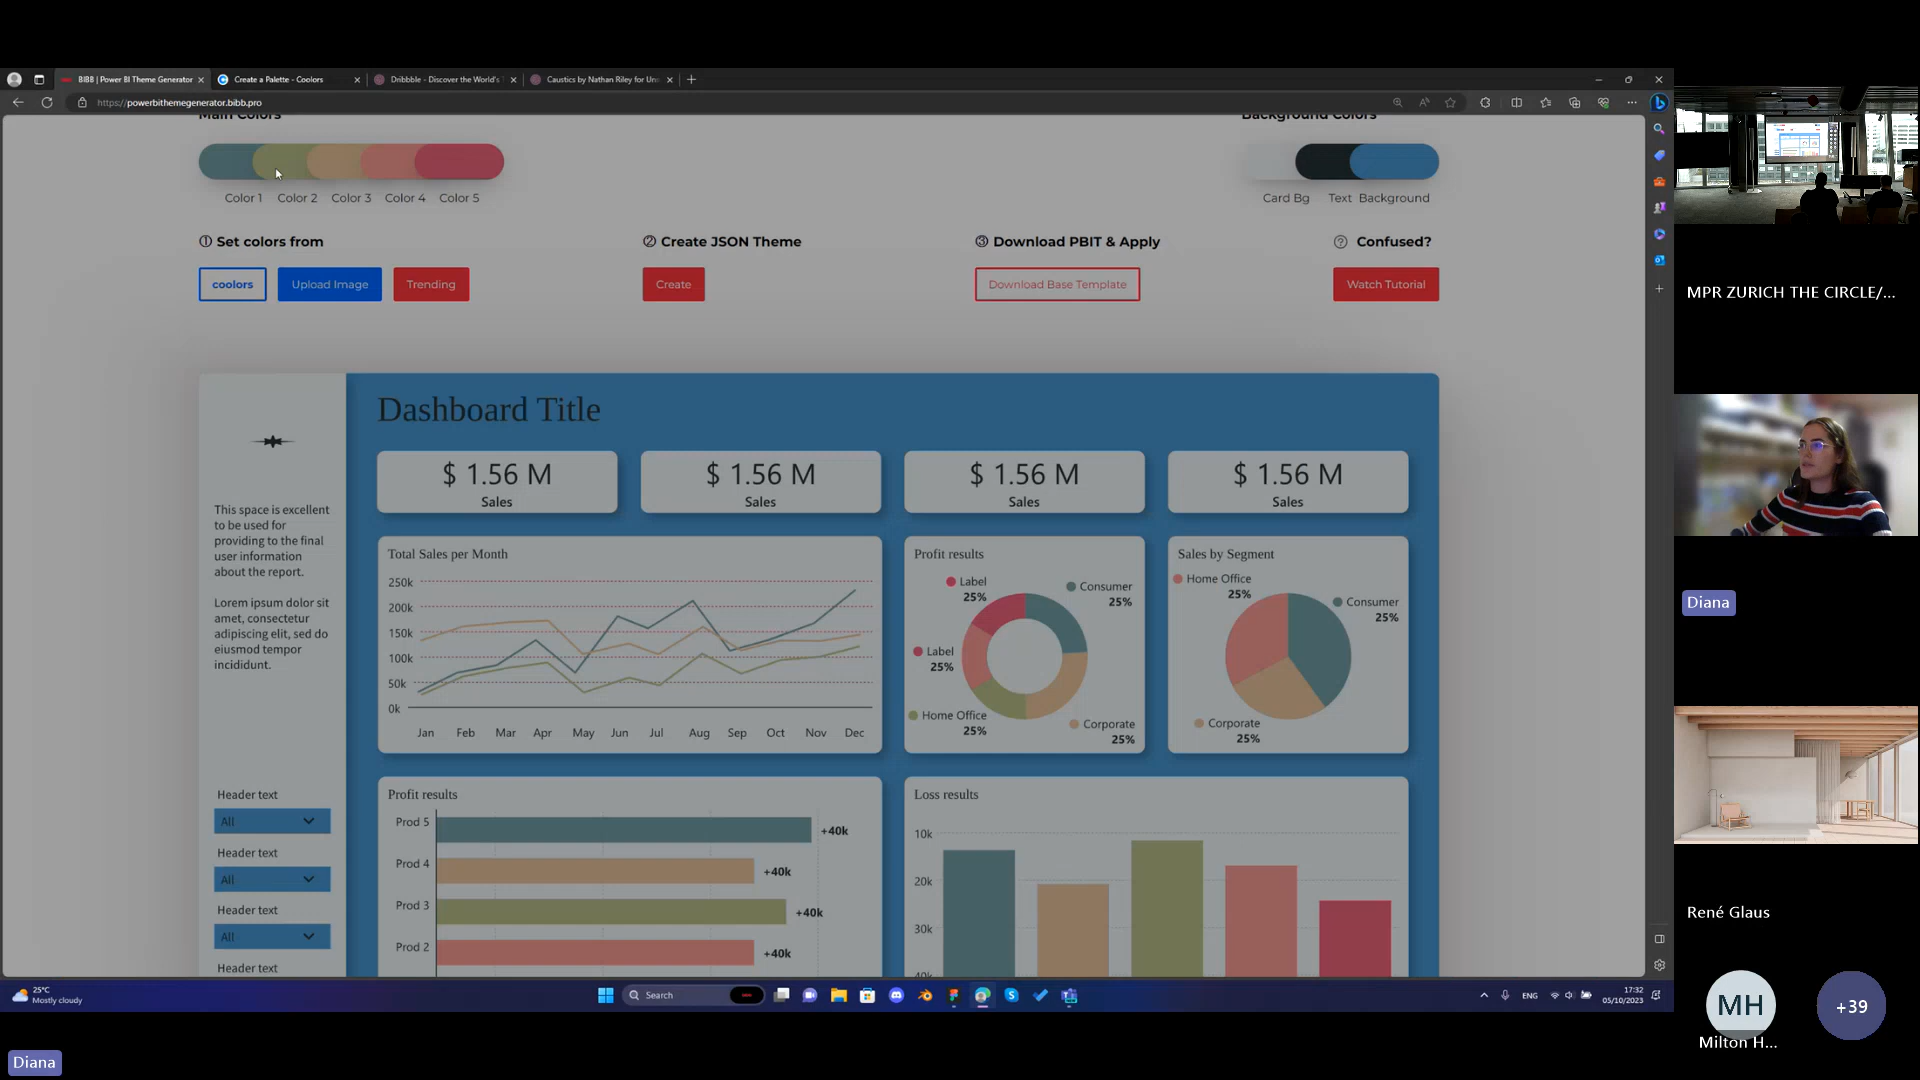 BIBB | Power BI Theme Generator
Create a Palette - Coolors
Dribbble - Discover the World's
Caustics by Nathan Riley for Un
https://powerbithemegenerator.bibb.pro
Main Colors
Background Colors
Color 1
Color 2
Color 3
Color 4
Color 5
Card Bg
Text
Background
① Set colors from
② Create JSON Theme
③ Download PBIT & Apply
? Confused?
coolors
Upload Image
Trending
Create
Download Base Template
Watch Tutorial
Dashboard Title
$ 1.56 M
Sales
$ 1.56 M
Sales
$ 1.56 M
Sales
$ 1.56 M
Sales
This space is excellent
to be used for
providing to the final
user information
about the report.
Lorem ipsum dolor sit
amet, consectetur
adipiscing elit, sed do
eiusmod tempor
incididunt.
Total Sales per Month
250k
200k
150k
100k
50k
0k
Jan
Feb
Mar
Apr
May
Jun
Jul
Aug
Sep
Oct
Nov
Dec
Profit results
Label
25%
Consumer
25%
Label
25%
Home Office
25%
Corporate
25%
Sales by Segment
Home Office
25%
Consumer
25%
Corporate
25%
Header text
All
Header text
All
Header text
All
Header text
Profit results
Prod 5
+40k
Prod 4
+40k
Prod 3
+40k
Prod 2
+40k
Loss results
10k
20k
30k
40k
25°C
Mostly cloudy
Search
ENG
17:32
05/10/2023
MPR ZURICH THE CIRCLE/...
Diana
René Glaus
MH
Milton H...
+39
Diana